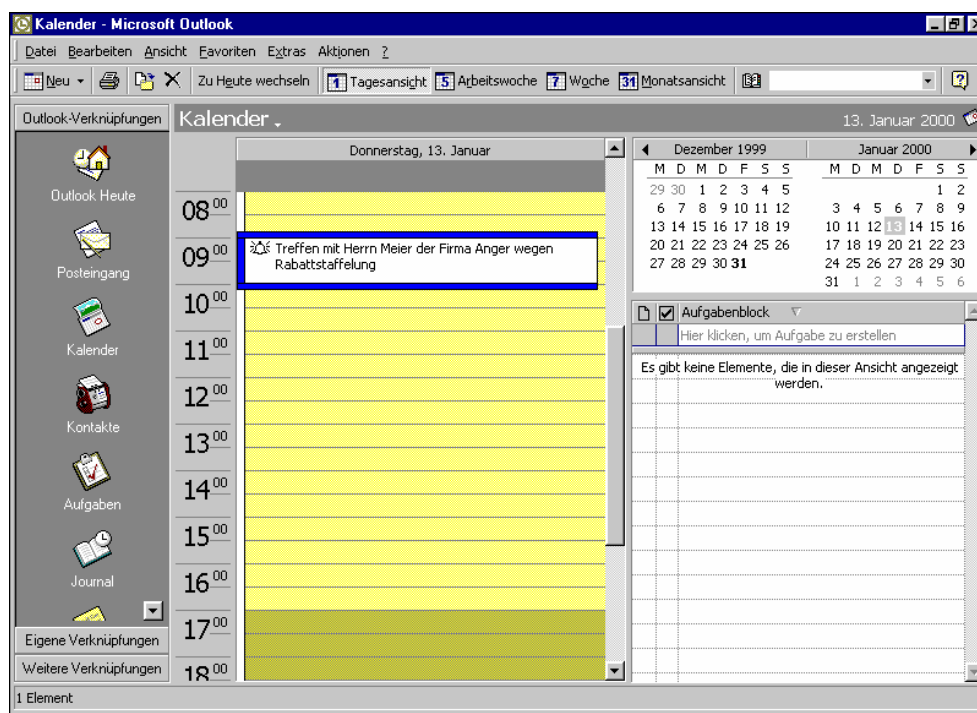 Kalender - Microsoft Outlook
Datei Bearbeiten Ansicht Favoriten Extras Aktionen ?
Neu Zu Heute wechseln 1 Tagesansicht 5 Arbeitswoche 7 Woche 31 Monatsansicht
Outlook-Verknüpfungen
Outlook Heute
Posteingang
Kalender
Kontakte
Aufgaben
Journal
Eigene Verknüpfungen
Weitere Verknüpfungen
Kalender
13. Januar 2000
Donnerstag, 13. Januar
08 00
09 00
Treffen mit Herrn Meier der Firma Anger wegen
Rabattstaffelung
10 00
11 00
12 00
13 00
14 00
15 00
16 00
17 00
18 00
Dezember 1999
M D M D F S S
29 30 1 2 3 4 5
6 7 8 9 10 11 12
13 14 15 16 17 18 19
20 21 22 23 24 25 26
27 28 29 30 31
Januar 2000
M D M D F S S
1 2
3 4 5 6 7 8 9
10 11 12 13 14 15 16
17 18 19 20 21 22 23
24 25 26 27 28 29 30
31 1 2 3 4 5 6
Aufgabenblock
Hier klicken, um Aufgabe zu erstellen
Es gibt keine Elemente, die in dieser Ansicht angezeigt
werden.
1 Element